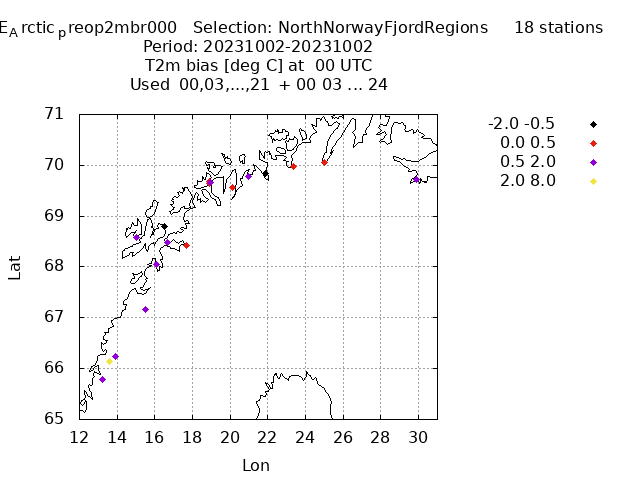 E_A rctic _p reop2mbr000 Selection: NorthNorwayFjordRegions 18 stations
Period: 20231002-20231002
T2m bias [deg C] at 00 UTC
Used 00,03,...,21 + 00 03 ... 24
71
70
69
68
67
66
65
Lat
12 14 16 18 20 22 24 26 28 30
Lon
-2.0 -0.5
0.0 0.5
0.5 2.0
2.0 8.0